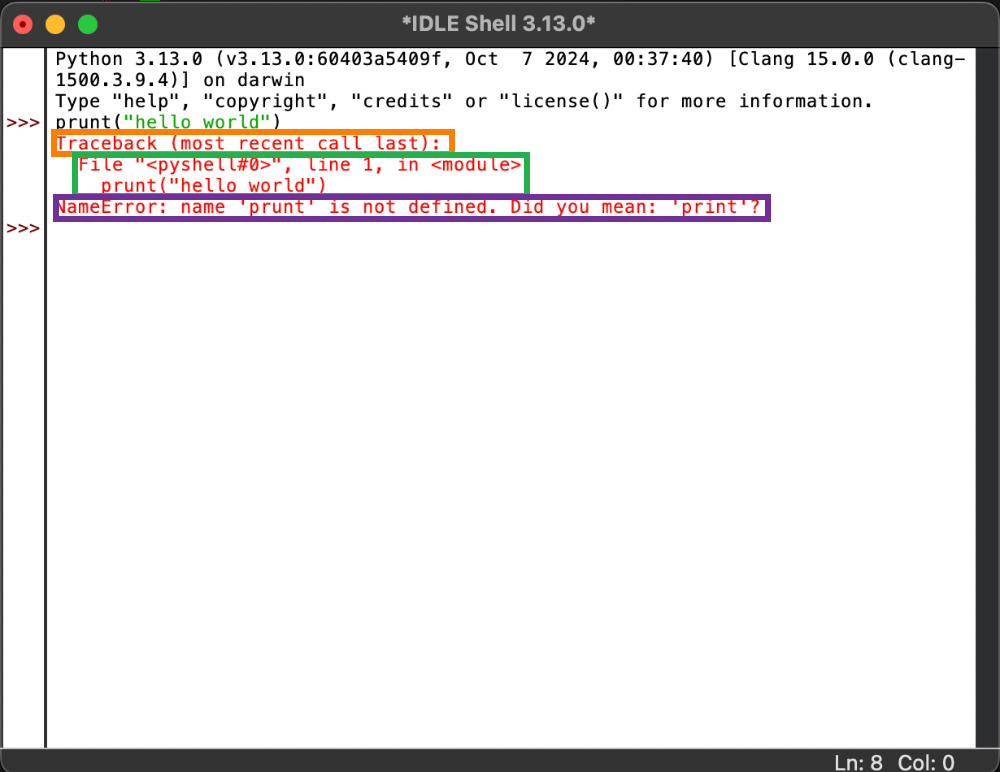 *IDLE Shell 3.13.0*
Python 3.13.0 (v3.13.0:60403a5409f, Oct  7 2024, 00:37:40) [Clang 15.0.0 (clang-
1500.3.9.4)] on darwin
Type "help", "copyright", "credits" or "license()" for more information.
>>> prunt("hello world")
Traceback (most recent call last):
  File "<pyshell#0>", line 1, in <module>
    prunt("hello world")
NameError: name 'prunt' is not defined. Did you mean: 'print'?
>>>
Ln: 8 Col: 0